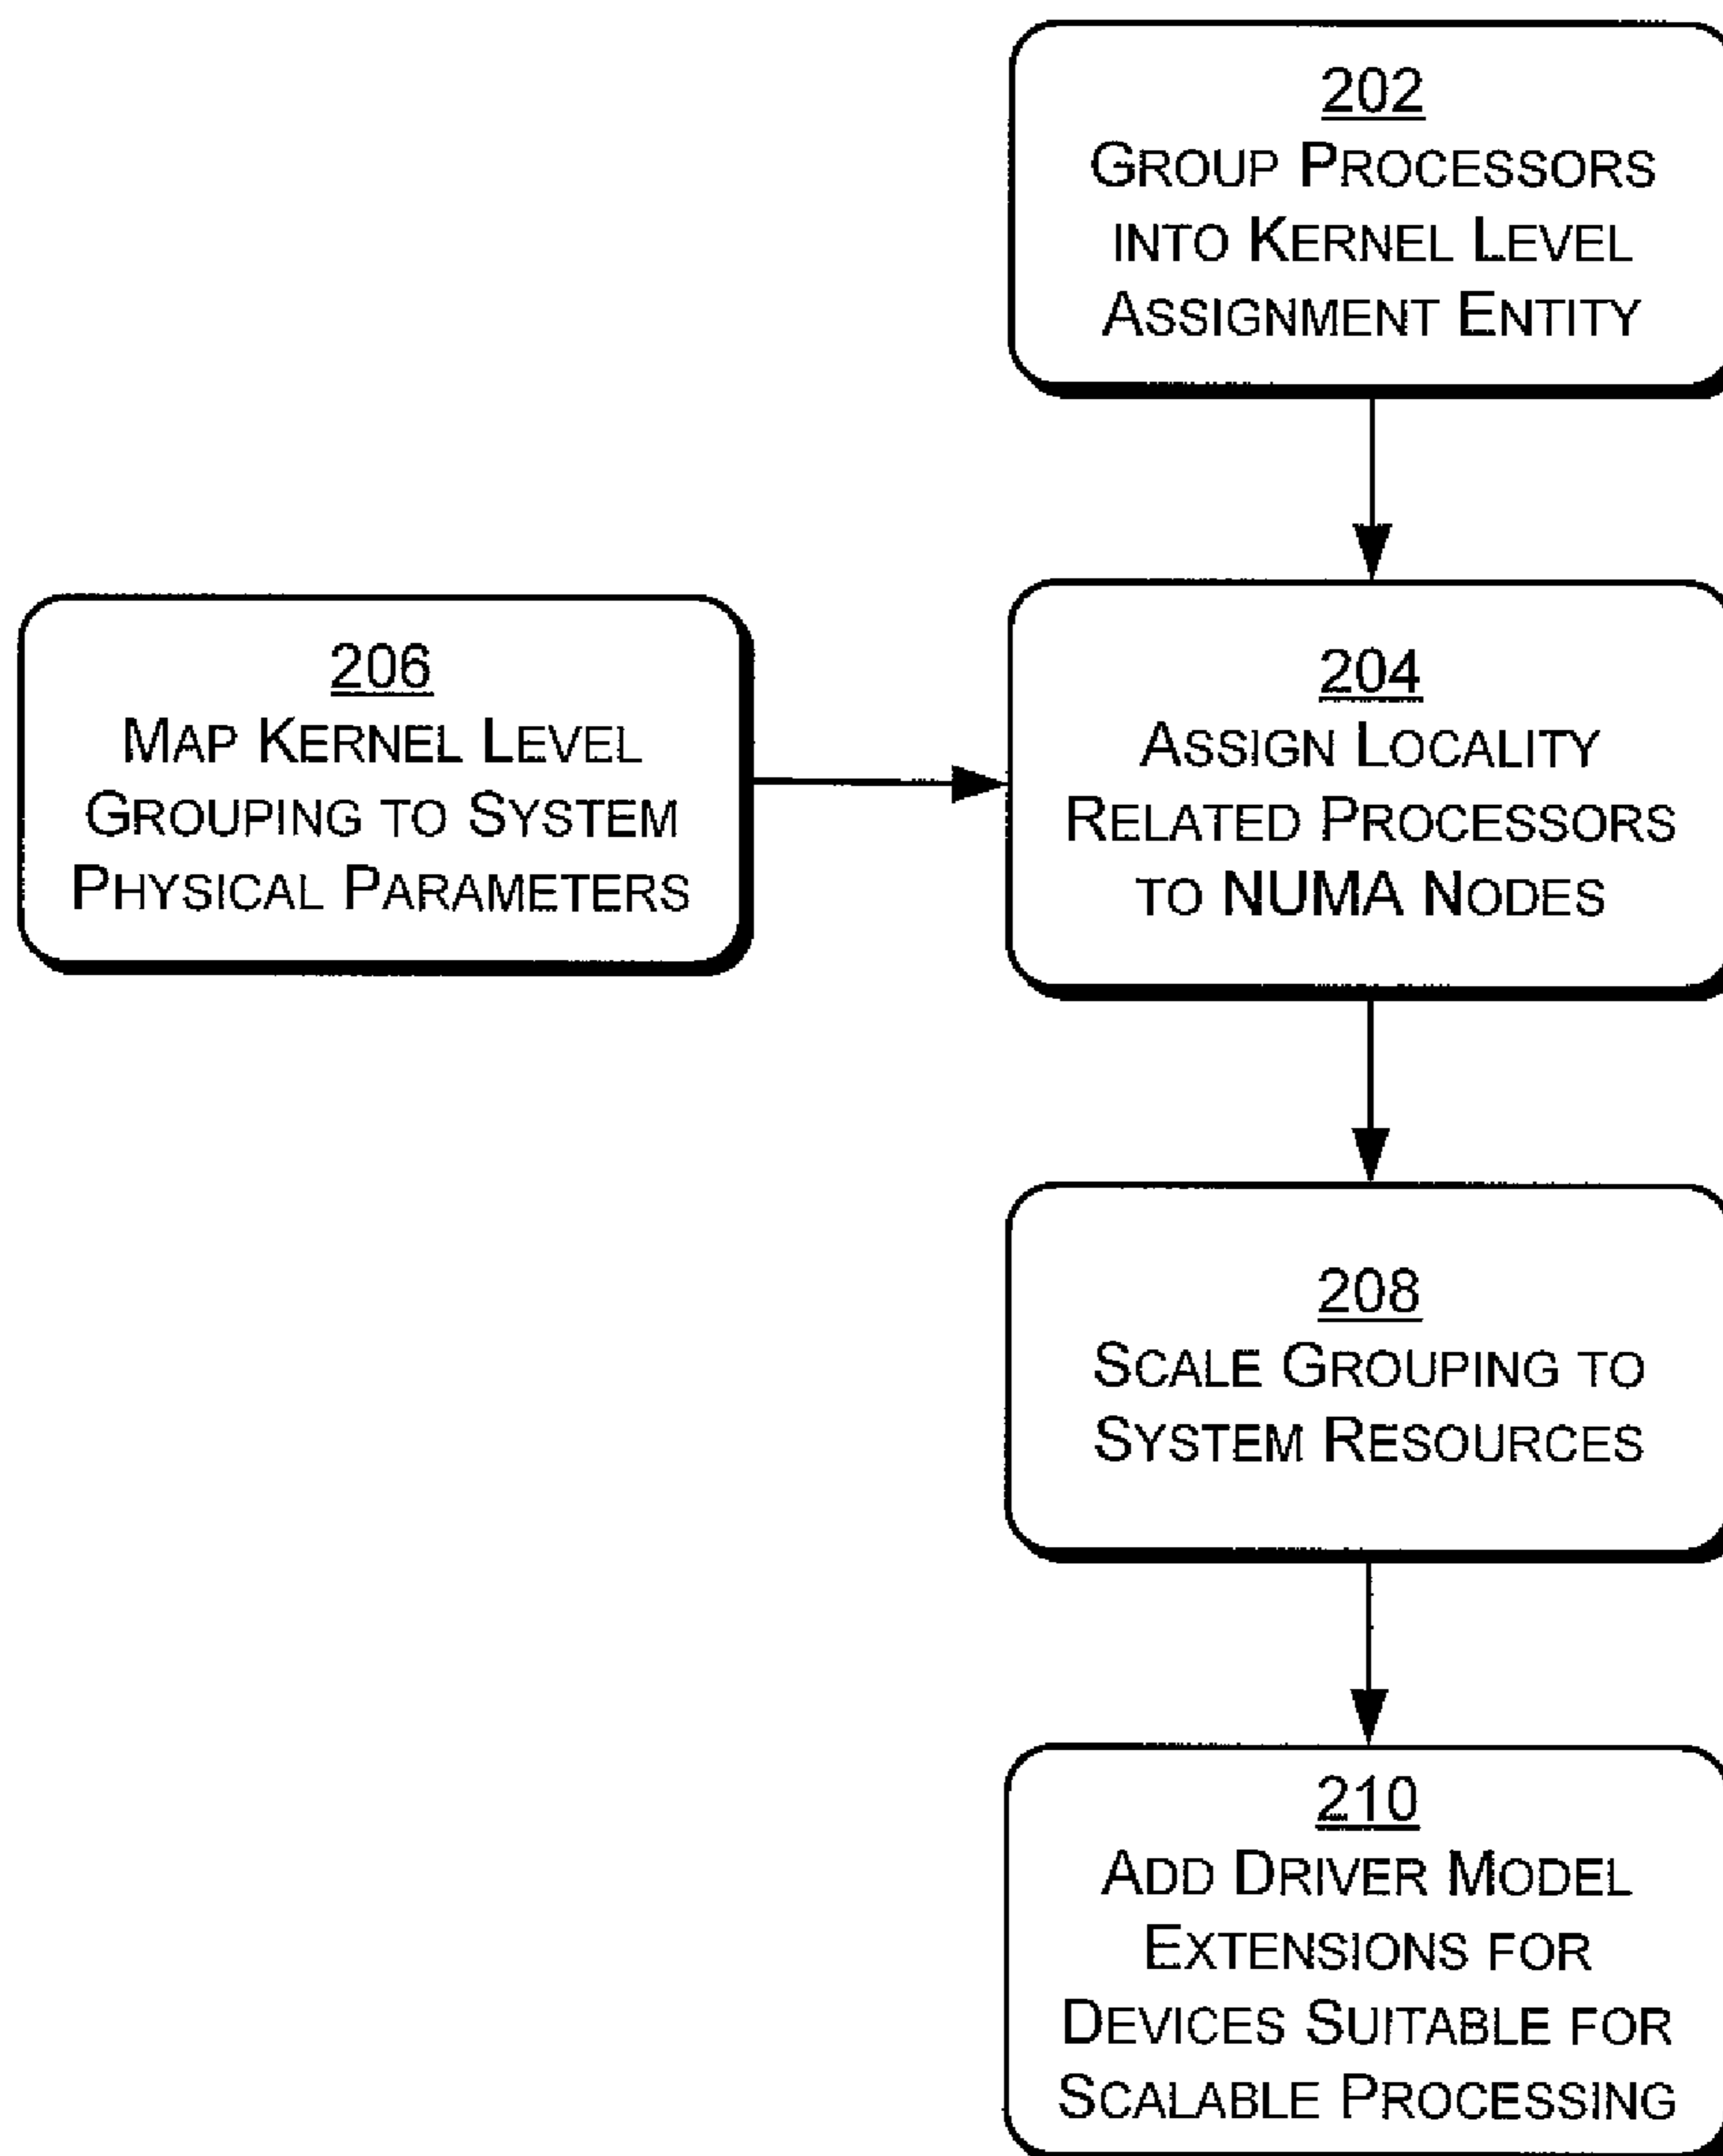 202
GROUP PROCESSORS
INTO KERNEL LEVEL
ASSIGNMENT ENTITY
206
MAP KERNEL LEVEL
GROUPING TO SYSTEM
PHYSICAL PARAMETERS
204
ASSIGN LOCALITY
RELATED PROCESSORS
TO NUMA NODES
208
SCALE GROUPING TO
SYSTEM RESOURCES
210
ADD DRIVER MODEL
EXTENSIONS FOR
DEVICES SUITABLE FOR
SCALABLE PROCESSING